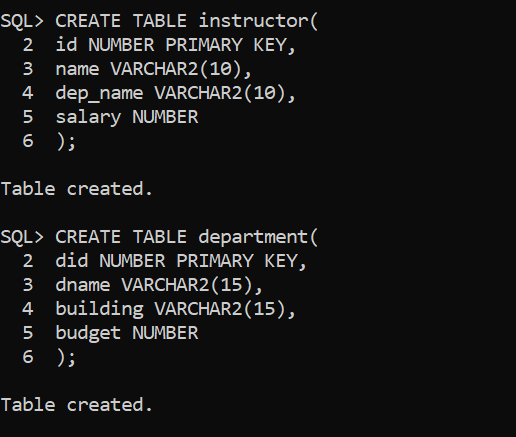 SQL> CREATE TABLE instructor(
  2  id NUMBER PRIMARY KEY,
  3  name VARCHAR2(10),
  4  dep_name VARCHAR2(10),
  5  salary NUMBER
  6  );
Table created.
SQL> CREATE TABLE department(
  2  did NUMBER PRIMARY KEY,
  3  dname VARCHAR2(15),
  4  building VARCHAR2(15),
  5  budget NUMBER
  6  );
Table created.